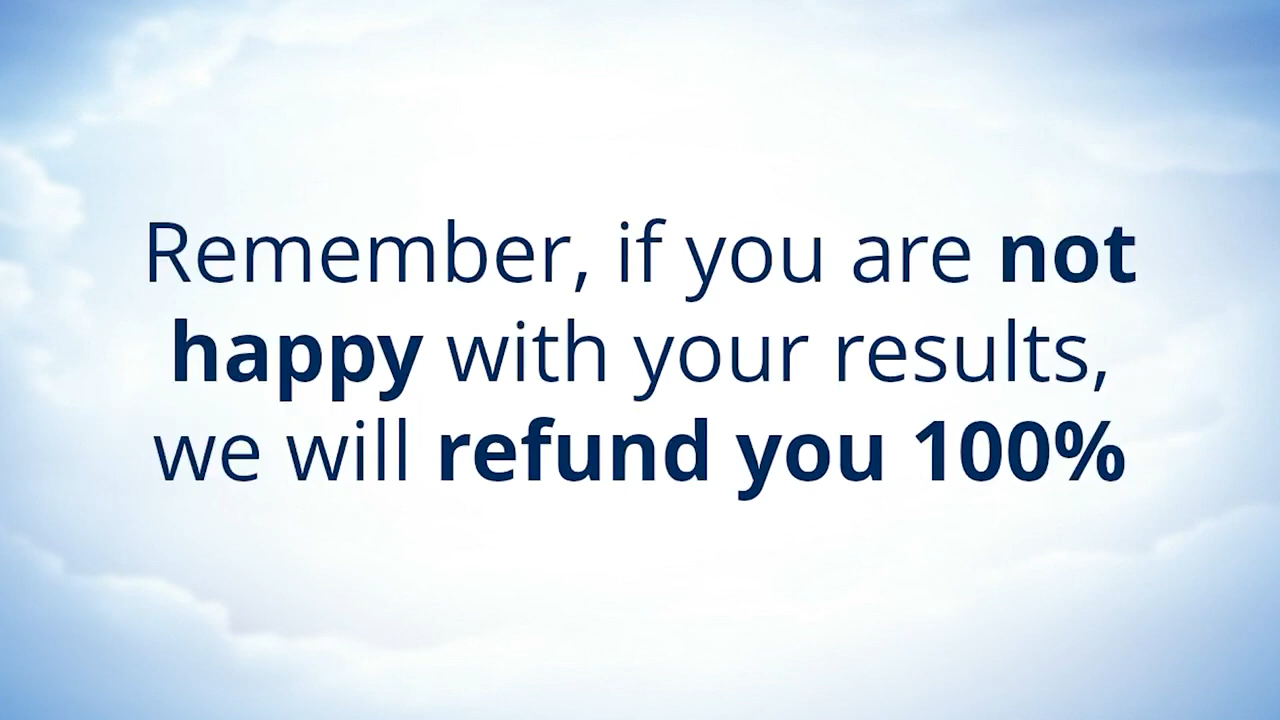 Remember, if you are not
happy with your results,
we will refund you 100%